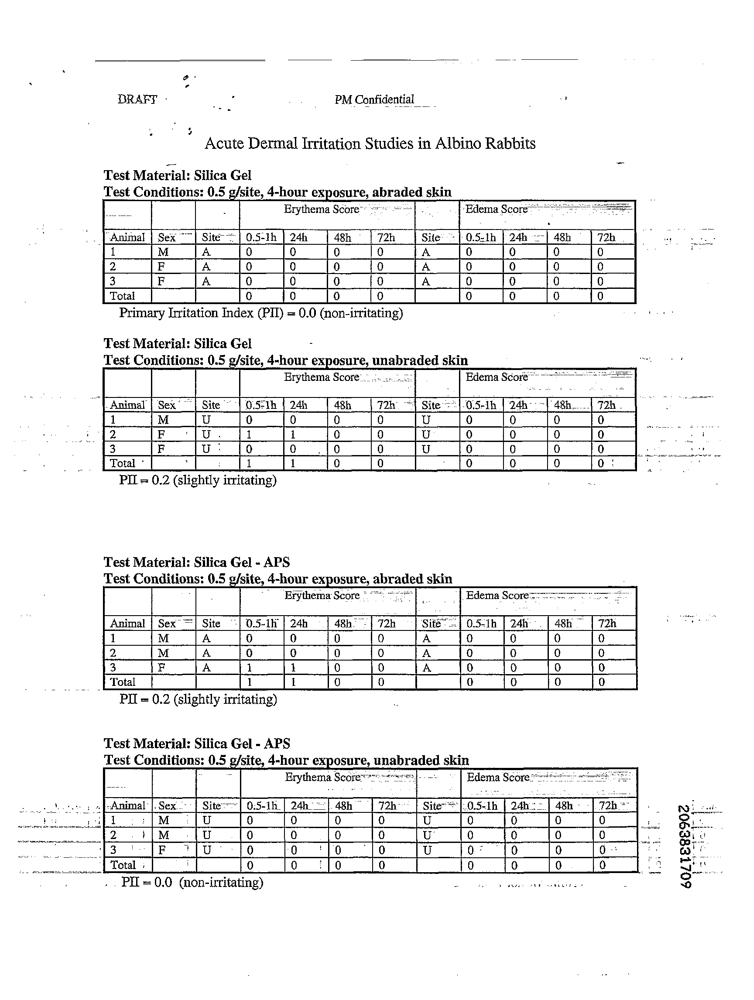 DRAFT PM Confidential
Acute Dermal Irritation Studies in Albino Rabbits
Test Material: Silica Gel
Test Conditions: 0.5 g/site, 4-hour exposure, abraded skin
Erythema Score Edema Score
Animal Sex Site 0.5-1h 24h 48h 72h Site 0.5-1h 24h 48h 72h
1 M A 0 0 0 0 A 0 0 0 0
2 F A 0 0 0 0 A 0 0 0 0
3 F A 0 0 0 0 A 0 0 0 0
Total 0 0 0 0 0 0 0 0
Primary Irritation Index (PII) = 0.0 (non-irritating)
Test Material: Silica Gel
Test Conditions: 0.5 g/site, 4-hour exposure, unabraded skin
Erythema Score Edema Score
Animal Sex Site 0.5-1h 24h 48h 72h Site 0.5-1h 24h 48h 72h
1 M U 0 0 0 0 U 0 0 0 0
2 F U 1 1 0 0 U 0 0 0 0
3 F U 0 0 0 0 U 0 0 0 0
Total 1 1 0 0 0 0 0 0
PII = 0.2 (slightly irritating)
Test Material: Silica Gel - APS
Test Conditions: 0.5 g/site, 4-hour exposure, abraded skin
Erythema Score Edema Score
Animal Sex Site 0.5-1h 24h 48h 72h Site 0.5-1h 24h 48h 72h
1 M A 0 0 0 0 A 0 0 0 0
2 M A 0 0 0 0 A 0 0 0 0
3 F A 1 1 0 0 A 0 0 0 0
Total 1 1 0 0 0 0 0 0
PII = 0.2 (slightly irritating)
Test Material: Silica Gel - APS
Test Conditions: 0.5 g/site, 4-hour exposure, unabraded skin
Erythema Score Edema Score
Animal Sex Site 0.5-1h 24h 48h 72h Site 0.5-1h 24h 48h 72h
1 M U 0 0 0 0 U 0 0 0 0
2 M U 0 0 0 0 U 0 0 0 0
3 F U 0 0 0 0 U 0 0 0 0
Total 0 0 0 0 0 0 0 0
PII = 0.0 (non-irritating)
2063831709